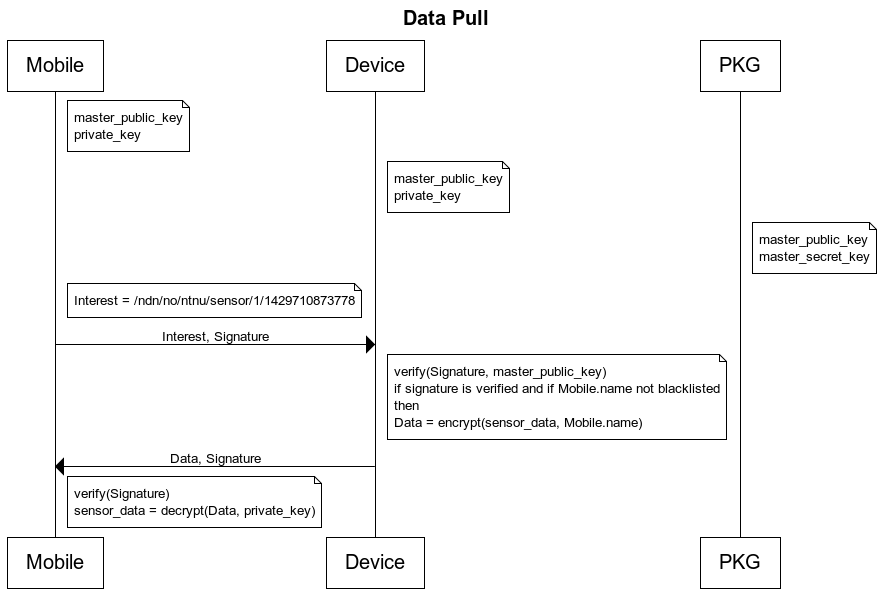 Data Pull
Mobile
Device
PKG
master_public_key
private_key
master_public_key
private_key
master_public_key
master_secret_key
Interest = /ndn/no/ntnu/sensor/1/1429710873778
Interest, Signature
verify(Signature, master_public_key)
if signature is verified and if Mobile.name not blacklisted
then
Data = encrypt(sensor_data, Mobile.name)
Data, Signature
verify(Signature)
sensor_data = decrypt(Data, private_key)
Mobile
Device
PKG